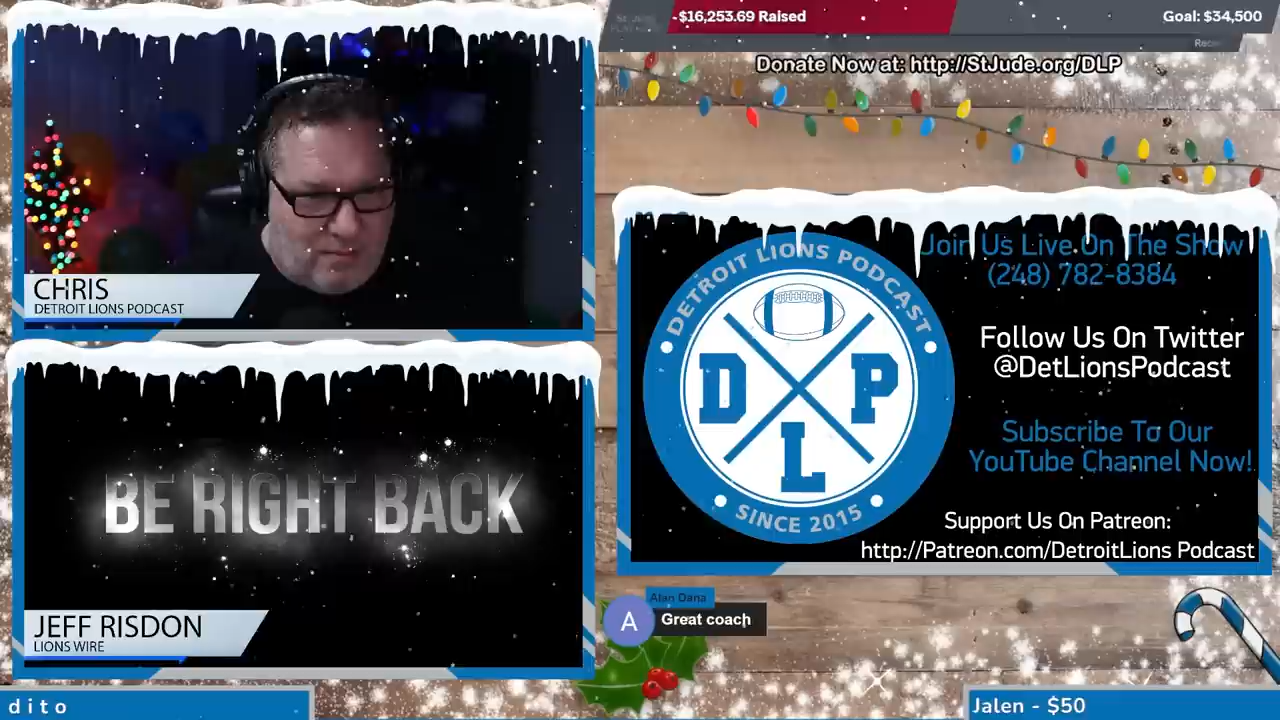 $16,253.69 Raised
Goal: $34,500
Donate Now at: http://StJude.org/DLP
CHRIS
DETROIT LIONS PODCAST
BE RIGHT BACK
JEFF RISDON
LIONS WIRE
DETROIT LIONS PODCAST
D
P
L
SINCE 2015
Join Us Live On The Show
(248) 782-8384
Follow Us On Twitter
@DetLionsPodcast
Subscribe To Our
YouTube Channel Now!
Support Us On Patreon:
http://Patreon.com/DetroitLions Podcast
Alan Dana
A
Great coach
dito
Jalen - $50